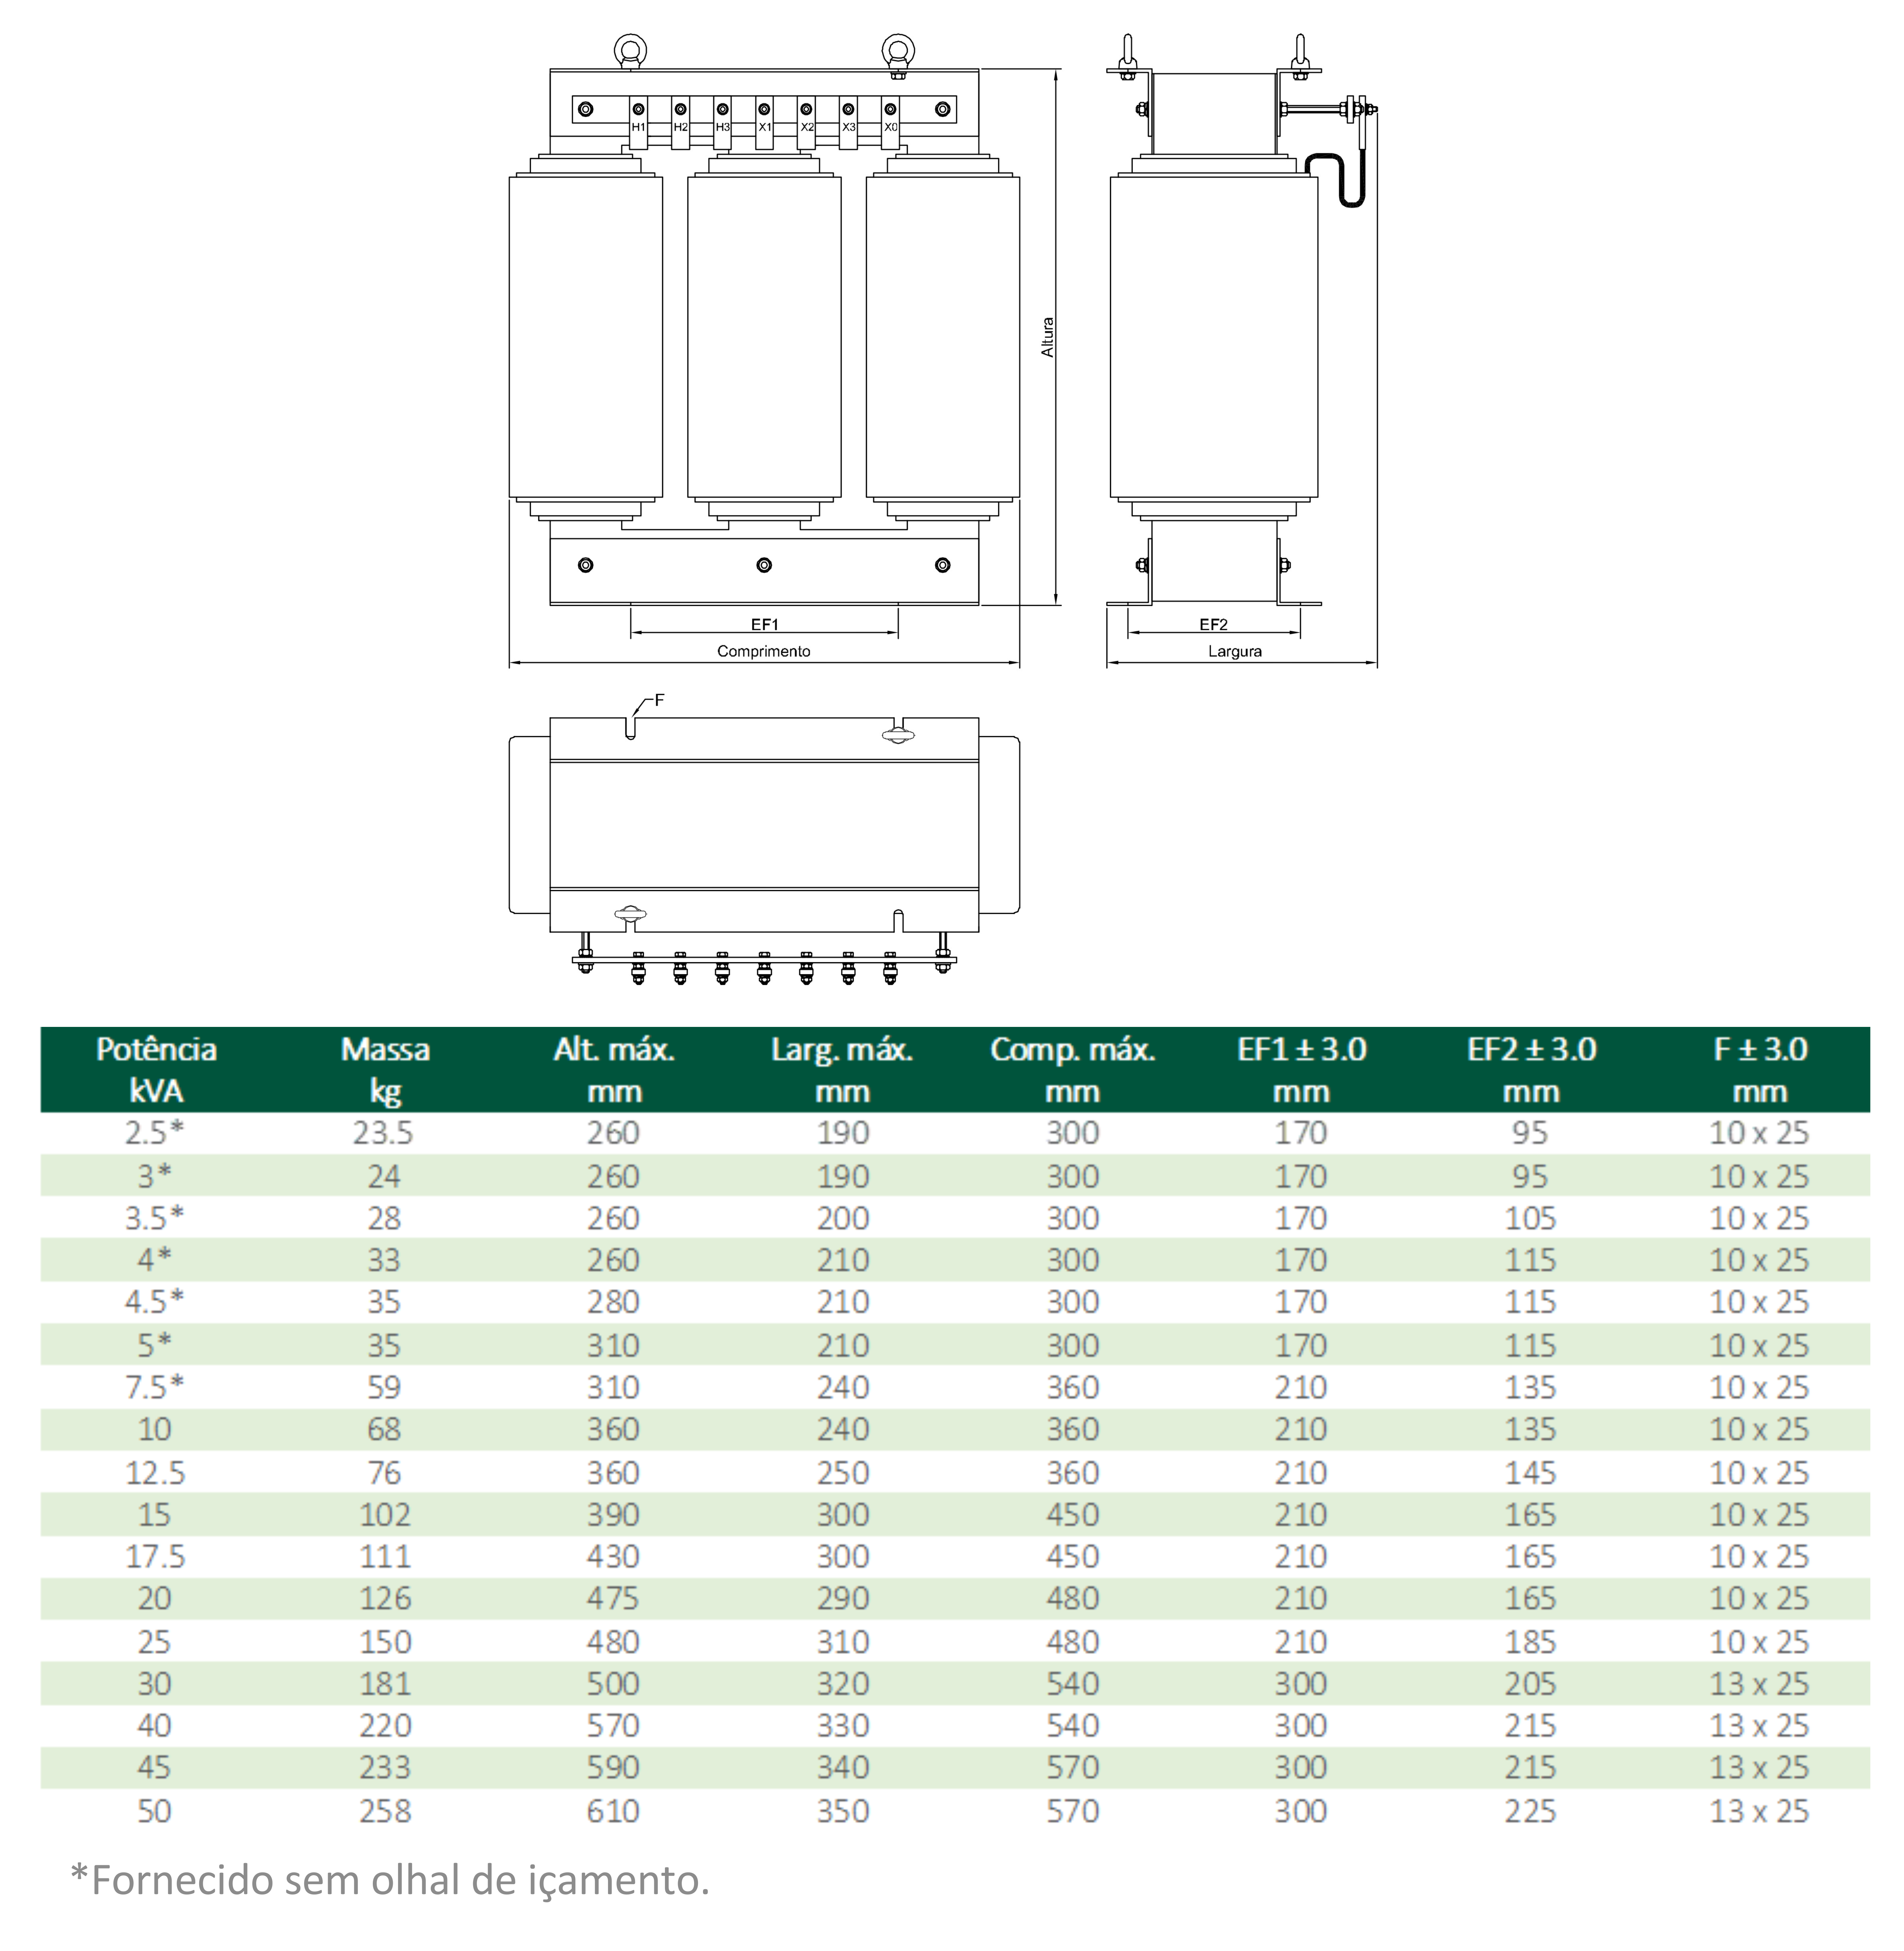 H1 H2 H3 X1 X2 X3 X0
Altura
EF1
EF2
Comprimento
Largura
F
Potência Massa Alt. máx. Larg. máx. Comp. máx. EF1 ± 3.0 EF2 ± 3.0 F ± 3.0
kVA kg mm mm mm mm mm mm
2.5* 23.5 260 190 300 170 95 10 x 25
3* 24 260 190 300 170 95 10 x 25
3.5* 28 260 200 300 170 105 10 x 25
4* 33 260 210 300 170 115 10 x 25
4.5* 35 280 210 300 170 115 10 x 25
5* 35 310 210 300 170 115 10 x 25
7.5* 59 310 240 360 210 135 10 x 25
10 68 360 240 360 210 135 10 x 25
12.5 76 360 250 360 210 145 10 x 25
15 102 390 300 450 210 165 10 x 25
17.5 111 430 300 450 210 165 10 x 25
20 126 475 290 480 210 165 10 x 25
25 150 480 310 480 210 185 10 x 25
30 181 500 320 540 300 205 13 x 25
40 220 570 330 540 300 215 13 x 25
45 233 590 340 570 300 215 13 x 25
50 258 610 350 570 300 225 13 x 25
*Fornecido sem olhal de içamento.